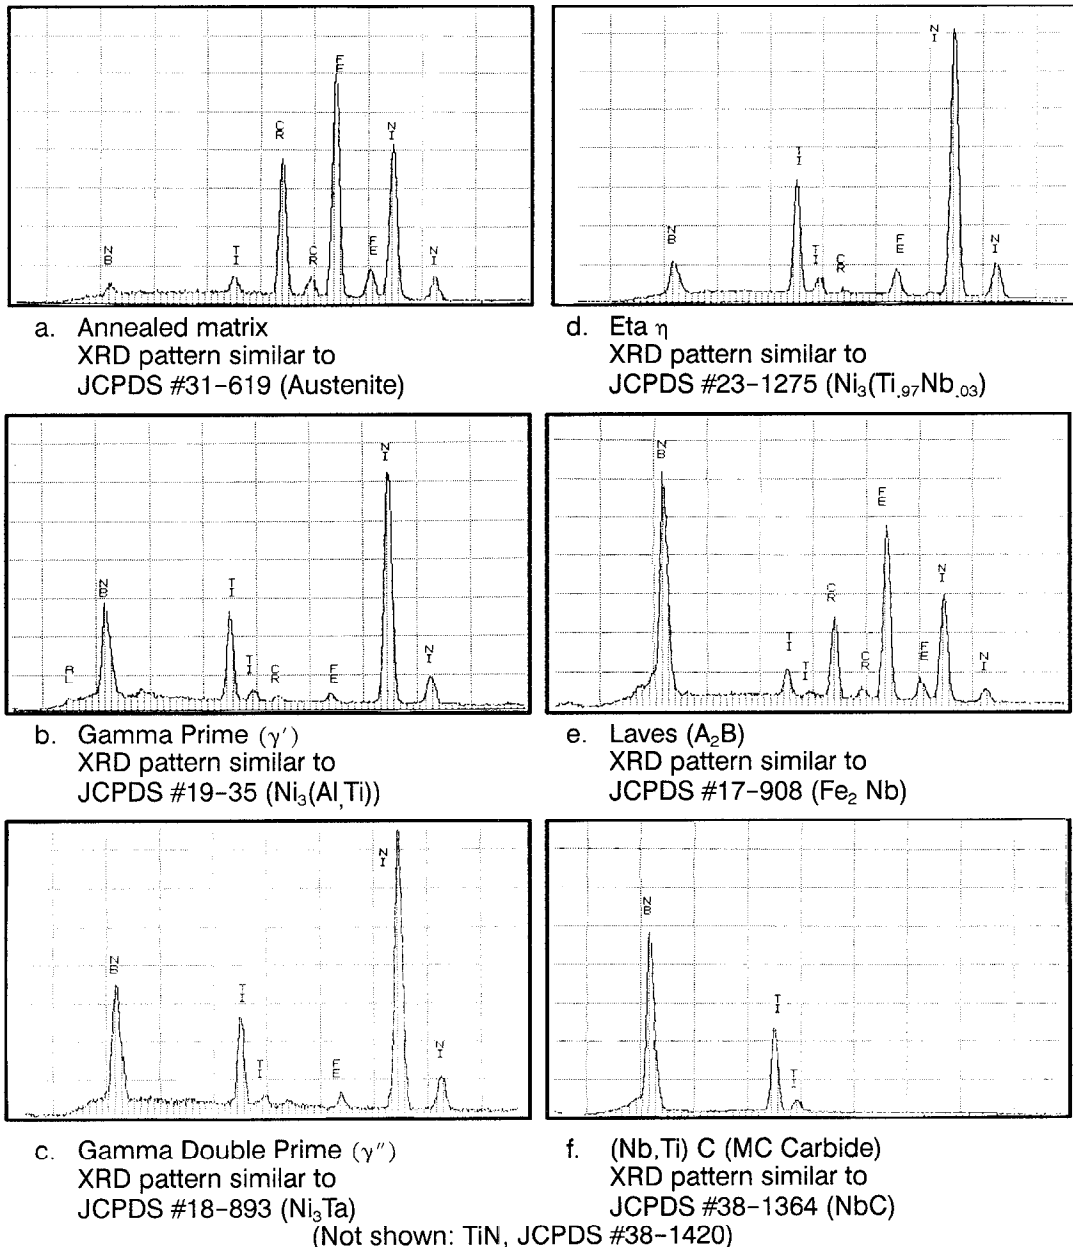 NB
TI
CR
CR
FE
FE
NI
NI
a. Annealed matrix
XRD pattern similar to
JCPDS #31-619 (Austenite)
NB
TI
TI
CR
FE
NI
NI
d. Eta η
XRD pattern similar to
JCPDS #23-1275 (Ni₃(Ti.₉₇Nb.₀₃)
AL
NB
TI
TI
CR
FE
NI
NI
b. Gamma Prime (γ′)
XRD pattern similar to
JCPDS #19-35 (Ni₃(Al,Ti))
NB
TI
TI
CR
CR
FE
FE
NI
NI
e. Laves (A₂B)
XRD pattern similar to
JCPDS #17-908 (Fe₂ Nb)
NB
TI
TI
FE
NI
NI
c. Gamma Double Prime (γ″)
XRD pattern similar to
JCPDS #18-893 (Ni₃Ta)
NB
TI
TI
f. (Nb,Ti) C (MC Carbide)
XRD pattern similar to
JCPDS #38-1364 (NbC)
(Not shown: TiN, JCPDS #38-1420)